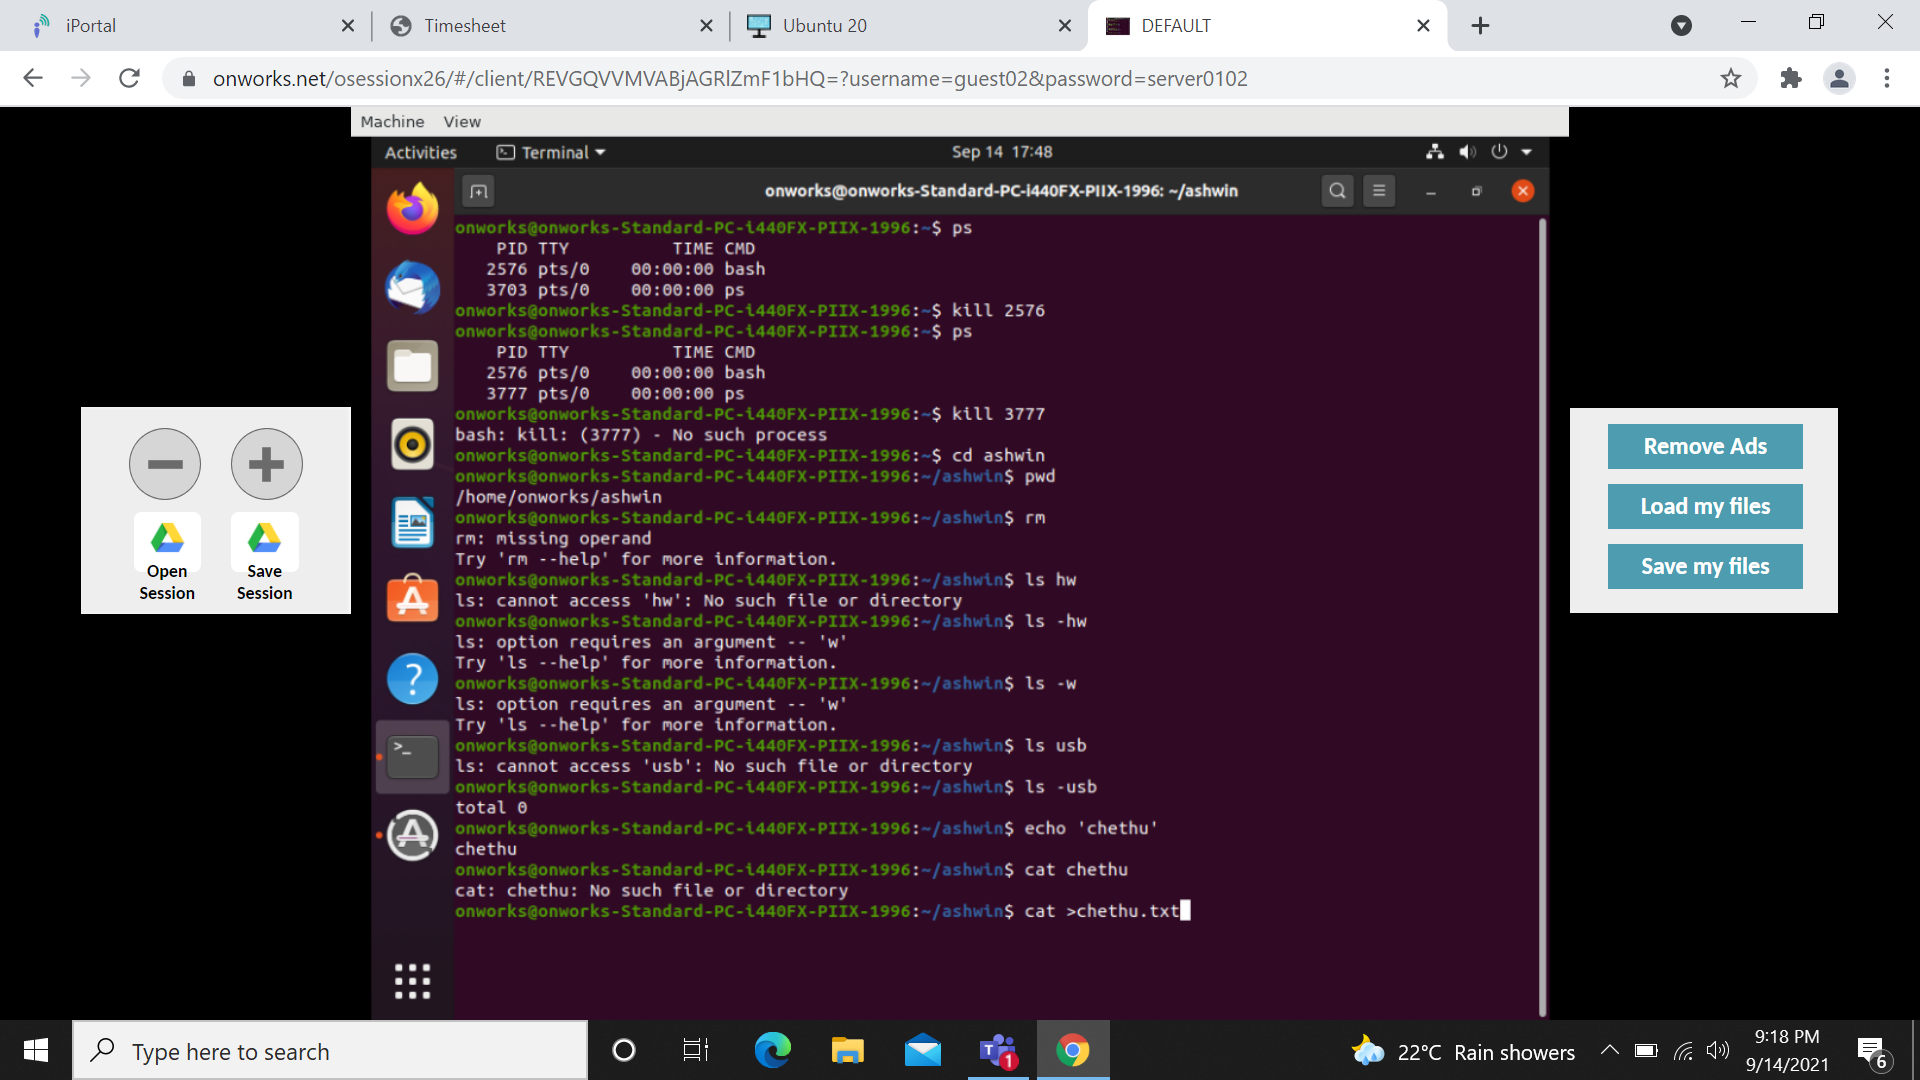 iPortal
Timesheet
Ubuntu 20
DEFAULT
onworks.net/osessionx26/#/client/REVGQVVMVABjAGRlZmF1bHQ=?username=guest02&password=server0102
Machine View
Activities Terminal Sep 14 17:48
onworks@onworks-Standard-PC-i440FX-PIIX-1996: ~/ashwin
onworks@onworks-Standard-PC-i440FX-PIIX-1996:~$ ps
PID TTY TIME CMD
2576 pts/0 00:00:00 bash
3703 pts/0 00:00:00 ps
onworks@onworks-Standard-PC-i440FX-PIIX-1996:~$ kill 2576
onworks@onworks-Standard-PC-i440FX-PIIX-1996:~$ ps
PID TTY TIME CMD
2576 pts/0 00:00:00 bash
3777 pts/0 00:00:00 ps
onworks@onworks-Standard-PC-i440FX-PIIX-1996:~$ kill 3777
bash: kill: (3777) - No such process
onworks@onworks-Standard-PC-i440FX-PIIX-1996:~$ cd ashwin
onworks@onworks-Standard-PC-i440FX-PIIX-1996:~/ashwin$ pwd
/home/onworks/ashwin
onworks@onworks-Standard-PC-i440FX-PIIX-1996:~/ashwin$ rm
rm: missing operand
Try 'rm --help' for more information.
onworks@onworks-Standard-PC-i440FX-PIIX-1996:~/ashwin$ ls hw
ls: cannot access 'hw': No such file or directory
onworks@onworks-Standard-PC-i440FX-PIIX-1996:~/ashwin$ ls -hw
ls: option requires an argument -- 'w'
Try 'ls --help' for more information.
onworks@onworks-Standard-PC-i440FX-PIIX-1996:~/ashwin$ ls -w
ls: option requires an argument -- 'w'
Try 'ls --help' for more information.
onworks@onworks-Standard-PC-i440FX-PIIX-1996:~/ashwin$ ls usb
ls: cannot access 'usb': No such file or directory
onworks@onworks-Standard-PC-i440FX-PIIX-1996:~/ashwin$ ls -usb
total 0
onworks@onworks-Standard-PC-i440FX-PIIX-1996:~/ashwin$ echo 'chethu'
chethu
onworks@onworks-Standard-PC-i440FX-PIIX-1996:~/ashwin$ cat chethu
cat: chethu: No such file or directory
onworks@onworks-Standard-PC-i440FX-PIIX-1996:~/ashwin$ cat >chethu.txt
Open
Session
Save
Session
Remove Ads
Load my files
Save my files
Type here to search
1
22°C Rain showers
9:18 PM
9/14/2021
6